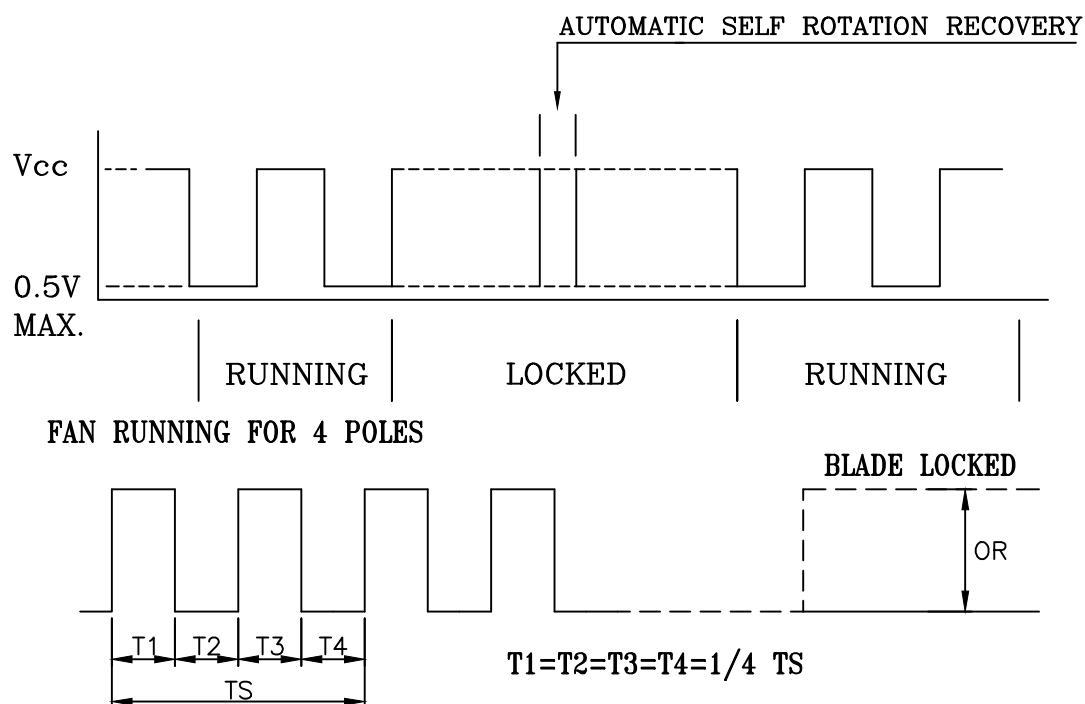 AUTOMATIC SELF ROTATION RECOVERY
Vcc
0.5V
MAX.
RUNNING
LOCKED
RUNNING
FAN RUNNING FOR 4 POLES
BLADE LOCKED
OR
T1
T2
T3
T4
TS
T1=T2=T3=T4=1/4 TS